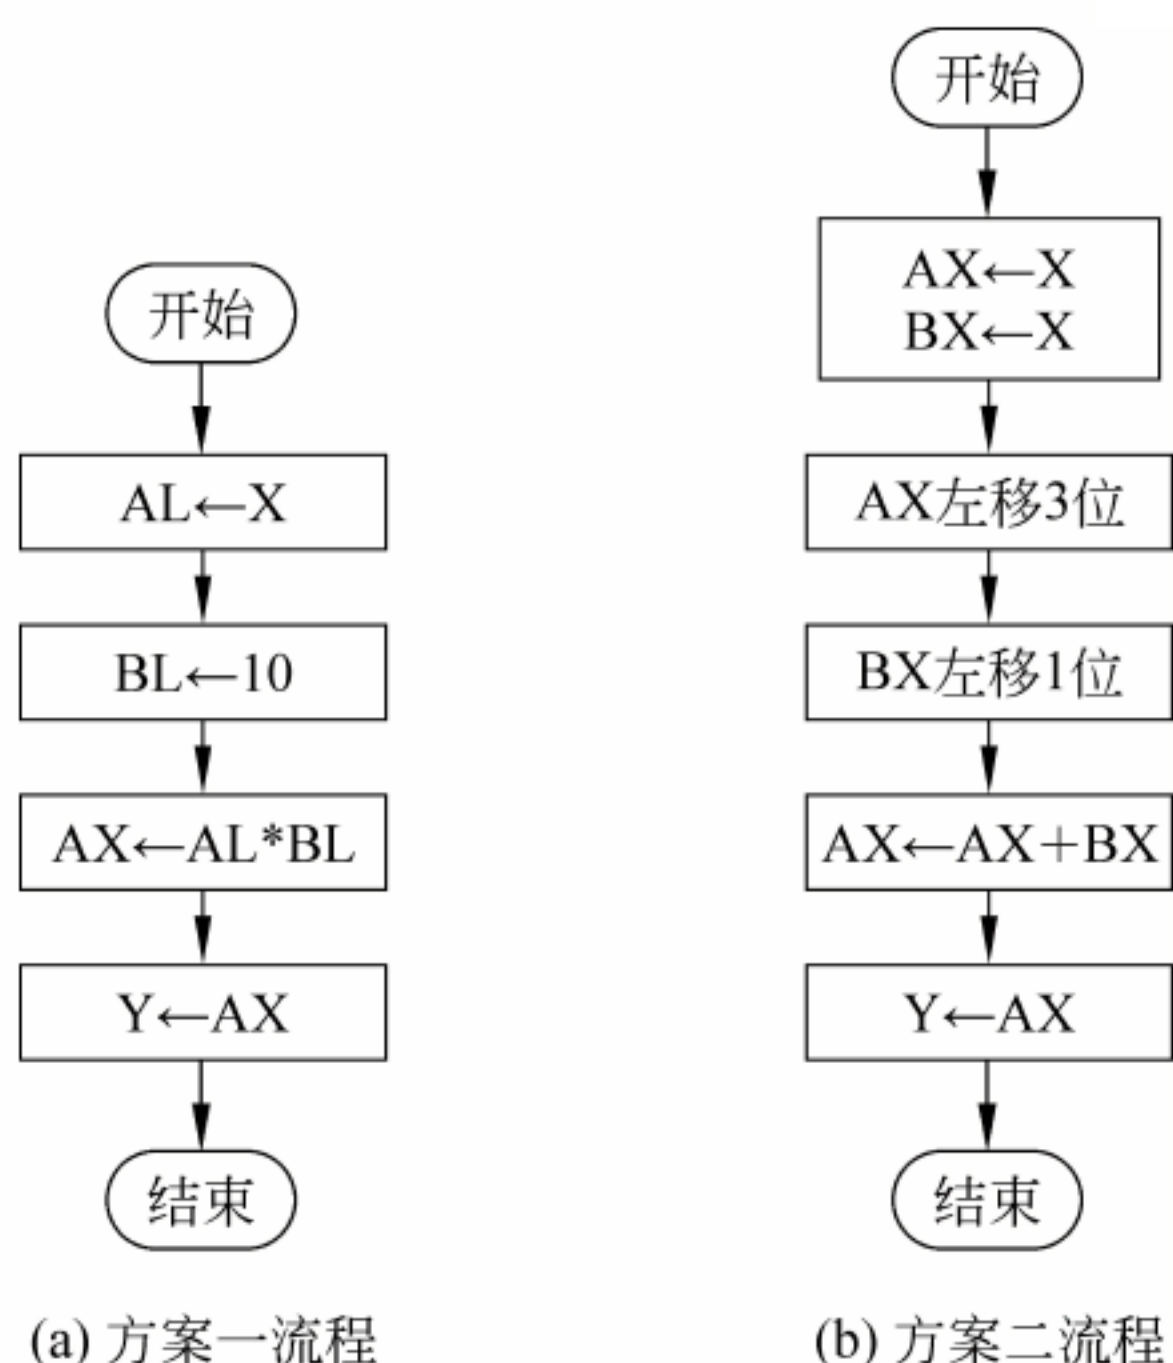 开始
AL←X
BL←10
AX←AL*BL
Y←AX
结束
(a) 方案一流程
开始
AX←X
BX←X
AX左移3位
BX左移1位
AX←AX+BX
Y←AX
结束
(b) 方案二流程